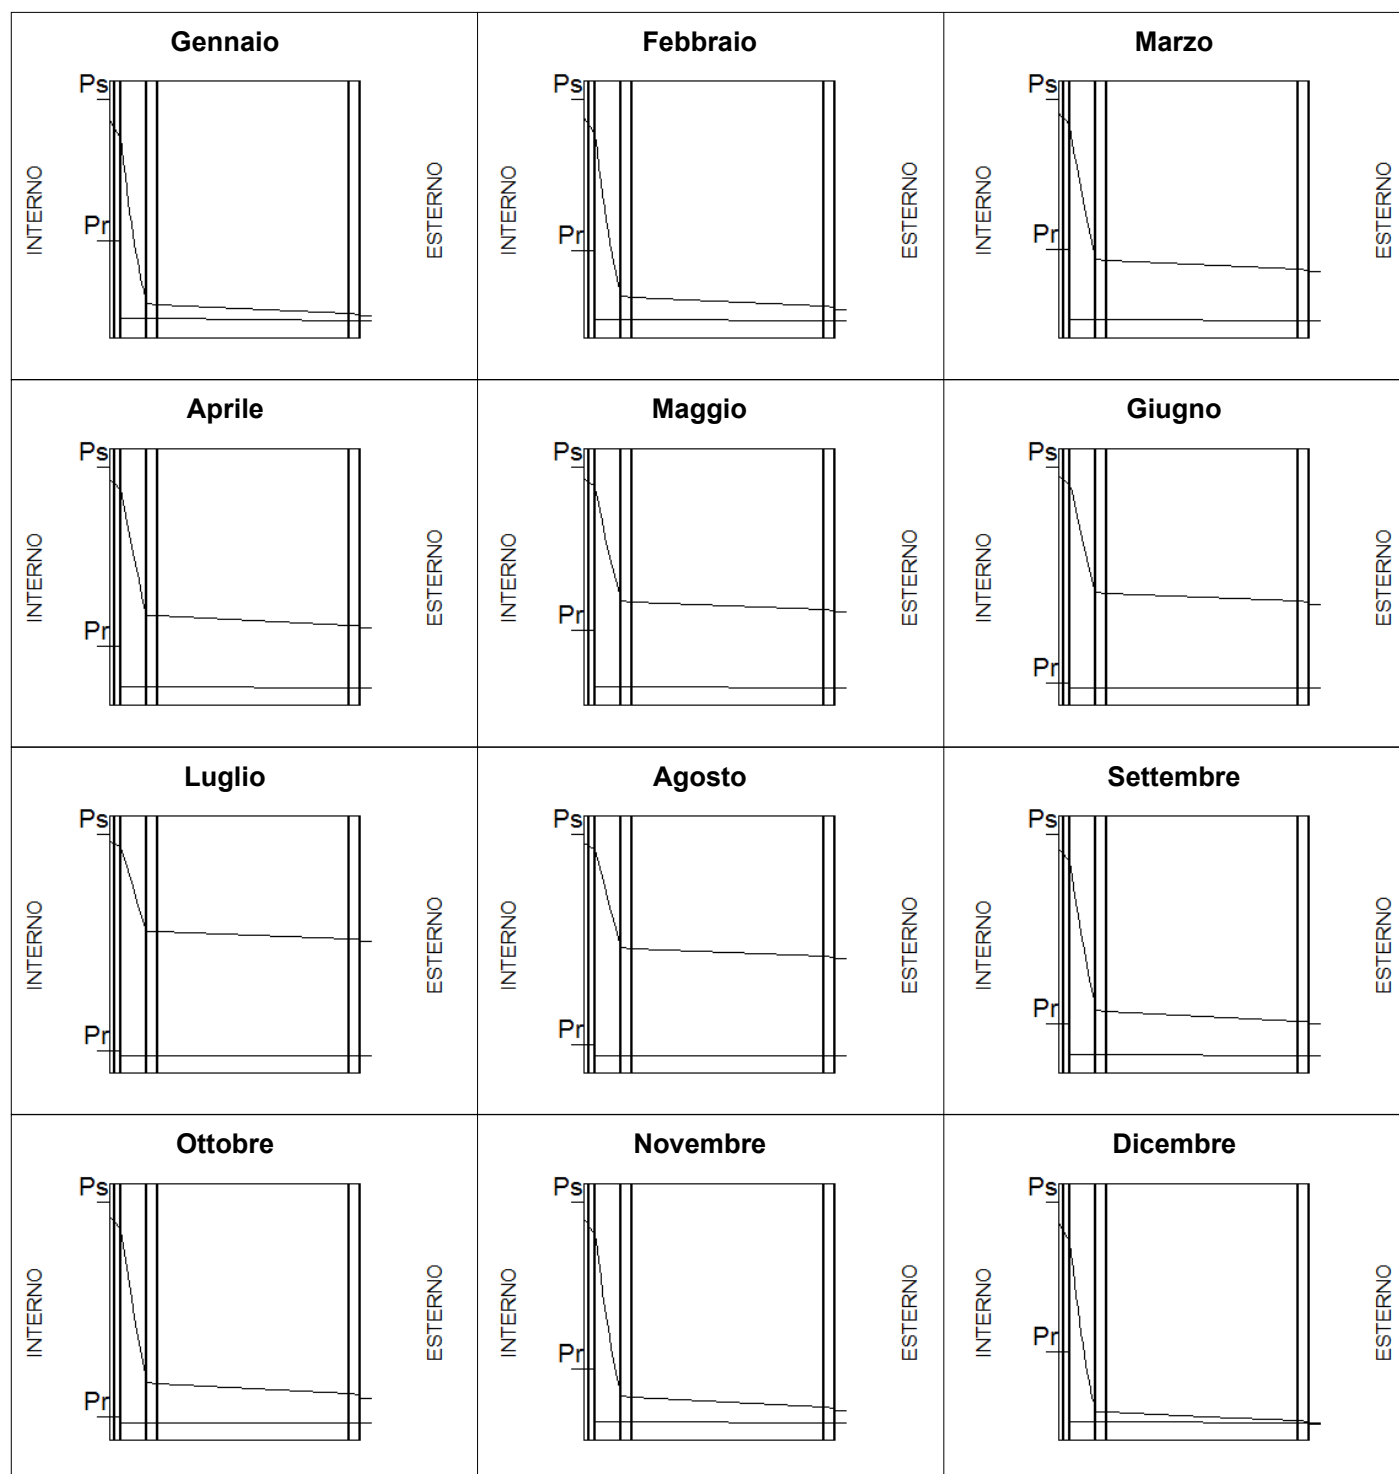 Gennaio
Febbraio
Marzo
Ps
Ps
Ps
INTERNO
Pr
ESTERNO
INTERNO
Pr
ESTERNO
INTERNO
Pr
ESTERNO
Aprile
Maggio
Giugno
Ps
Ps
Ps
INTERNO
Pr
ESTERNO
INTERNO
Pr
ESTERNO
INTERNO
Pr
ESTERNO
Luglio
Agosto
Settembre
Ps
Ps
Ps
INTERNO
Pr
ESTERNO
INTERNO
Pr
ESTERNO
INTERNO
Pr
ESTERNO
Ottobre
Novembre
Dicembre
Ps
Ps
Ps
INTERNO
Pr
ESTERNO
INTERNO
Pr
ESTERNO
INTERNO
Pr
ESTERNO